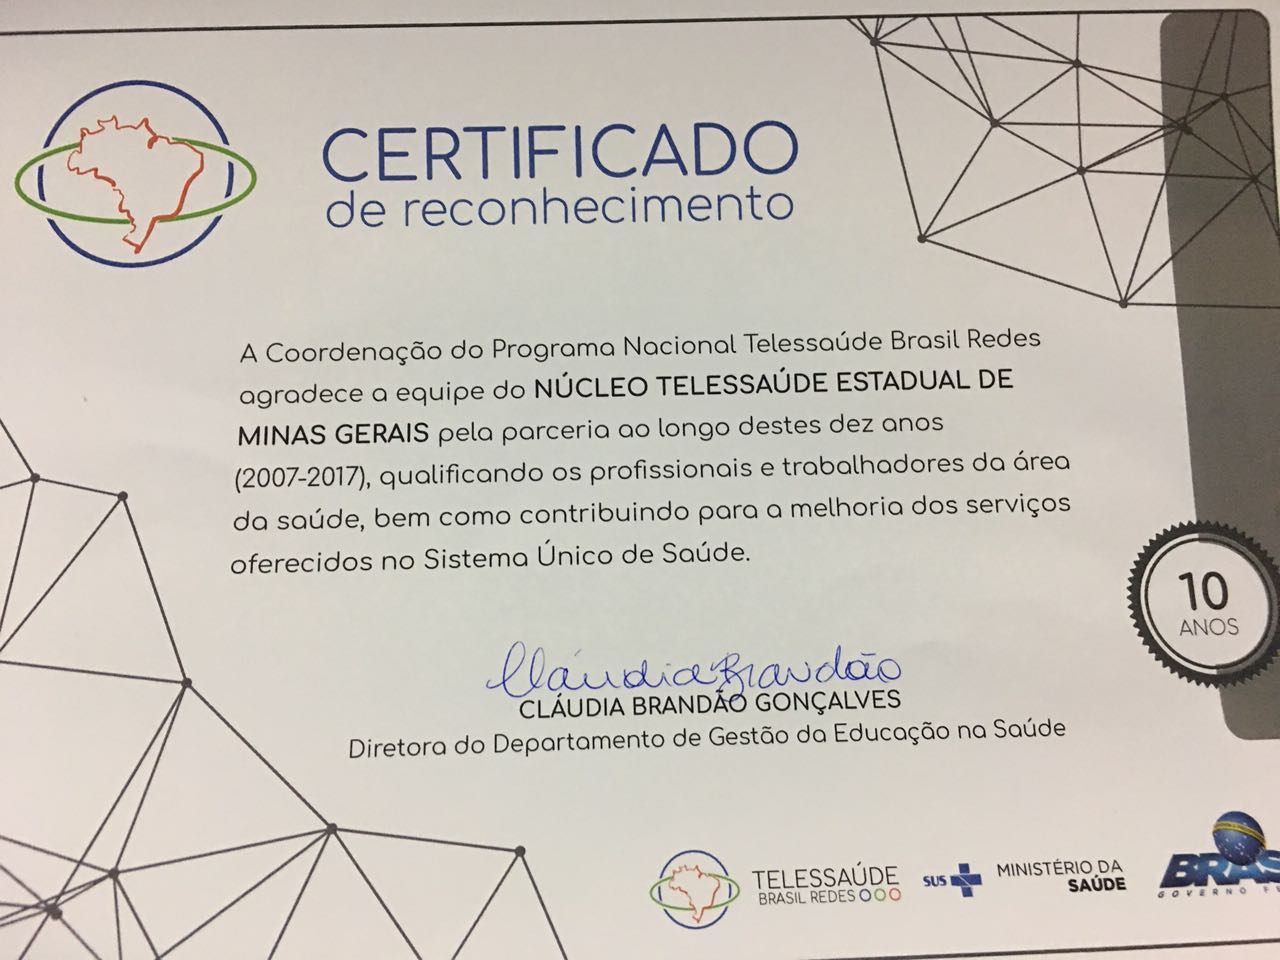 CERTIFICADO
de reconhecimento
A Coordenação do Programa Nacional Telessaúde Brasil Redes
agradece a equipe do NÚCLEO TELESSAÚDE ESTADUAL DE
MINAS GERAIS pela parceria ao longo destes dez anos
(2007-2017), qualificando os profissionais e trabalhadores da área
da saúde, bem como contribuindo para a melhoria dos serviços
oferecidos no Sistema Único de Saúde.
10
ANOS
Cláudia Brandão
CLÁUDIA BRANDÃO GONÇALVES
Diretora do Departamento de Gestão da Educação na Saúde
TELESSAÚDE
BRASIL REDES
SUS
MINISTÉRIO DA
SAÚDE
BRAS
GOVERNO